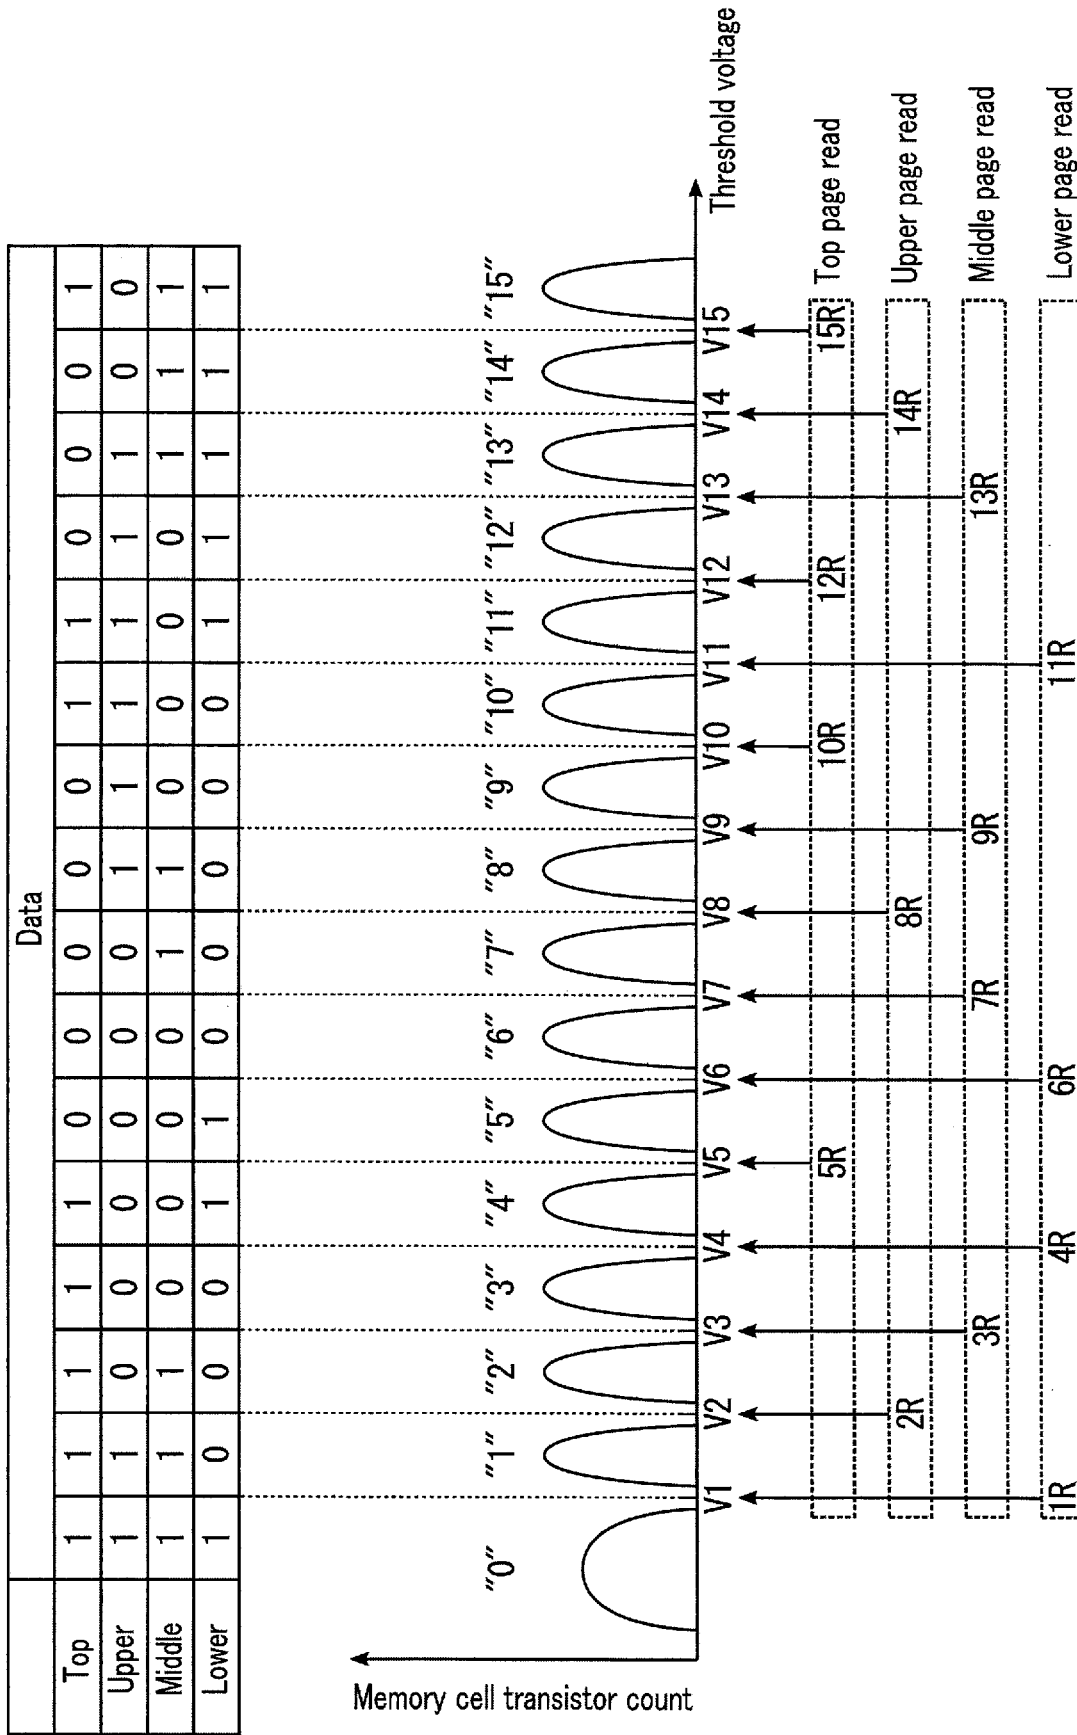 Data
Top 1 1 1 1 1 0 0 0 0 0 1 1 0 0 0 1
Upper 1 1 0 0 0 0 0 0 1 1 1 1 1 1 0 0
Middle 1 1 1 0 0 0 0 1 1 0 0 0 0 1 1 1
Lower 1 0 0 0 1 1 0 0 0 0 0 1 1 1 1 1
Memory cell transistor count
"0" "1" "2" "3" "4" "5" "6" "7" "8" "9" "10" "11" "12" "13" "14" "15"
V1 V2 V3 V4 V5 V6 V7 V8 V9 V10 V11 V12 V13 V14 V15
Threshold voltage
5R 10R 12R 15R Top page read
2R 8R 14R Upper page read
3R 7R 9R 13R Middle page read
1R 4R 6R 11R Lower page read